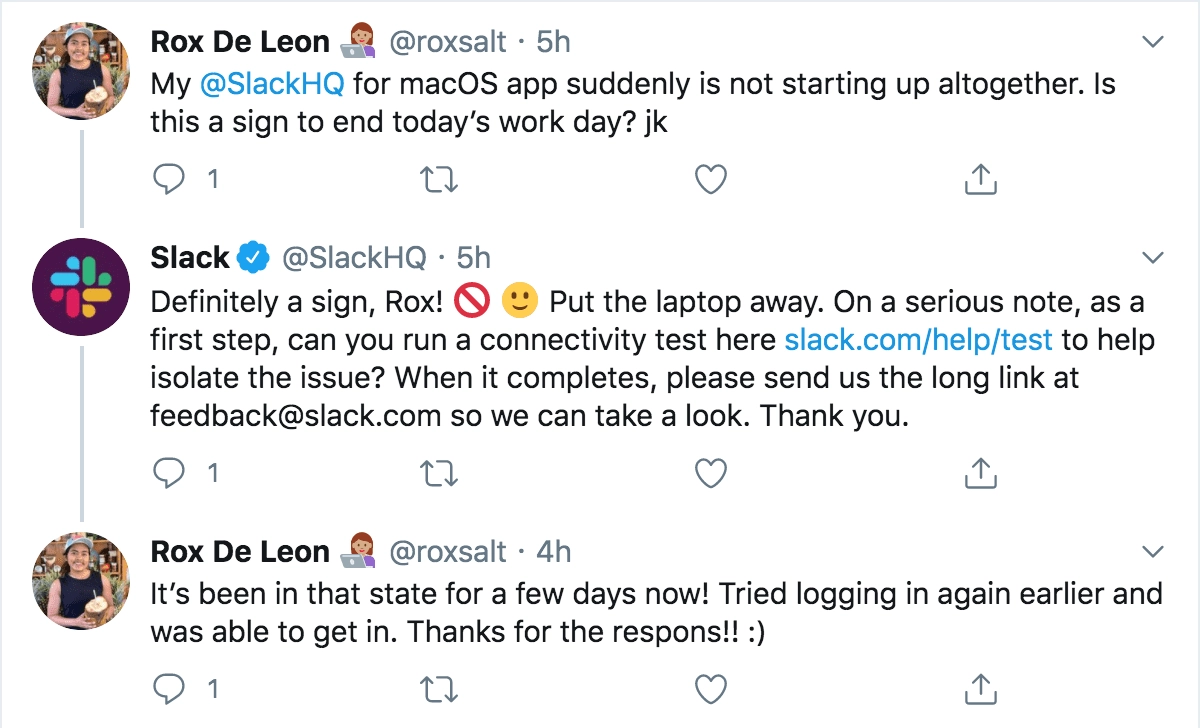 Rox De Leon 👩🏽‍💻 @roxsalt · 5h
My @SlackHQ for macOS app suddenly is not starting up altogether. Is
this a sign to end today’s work day? jk
1
Slack @SlackHQ · 5h
Definitely a sign, Rox! 🚫 🙂 Put the laptop away. On a serious note, as a
first step, can you run a connectivity test here slack.com/help/test to help
isolate the issue? When it completes, please send us the long link at
feedback@slack.com so we can take a look. Thank you.
1
Rox De Leon 👩🏽‍💻 @roxsalt · 4h
It’s been in that state for a few days now! Tried logging in again earlier and
was able to get in. Thanks for the respons!! :)
1